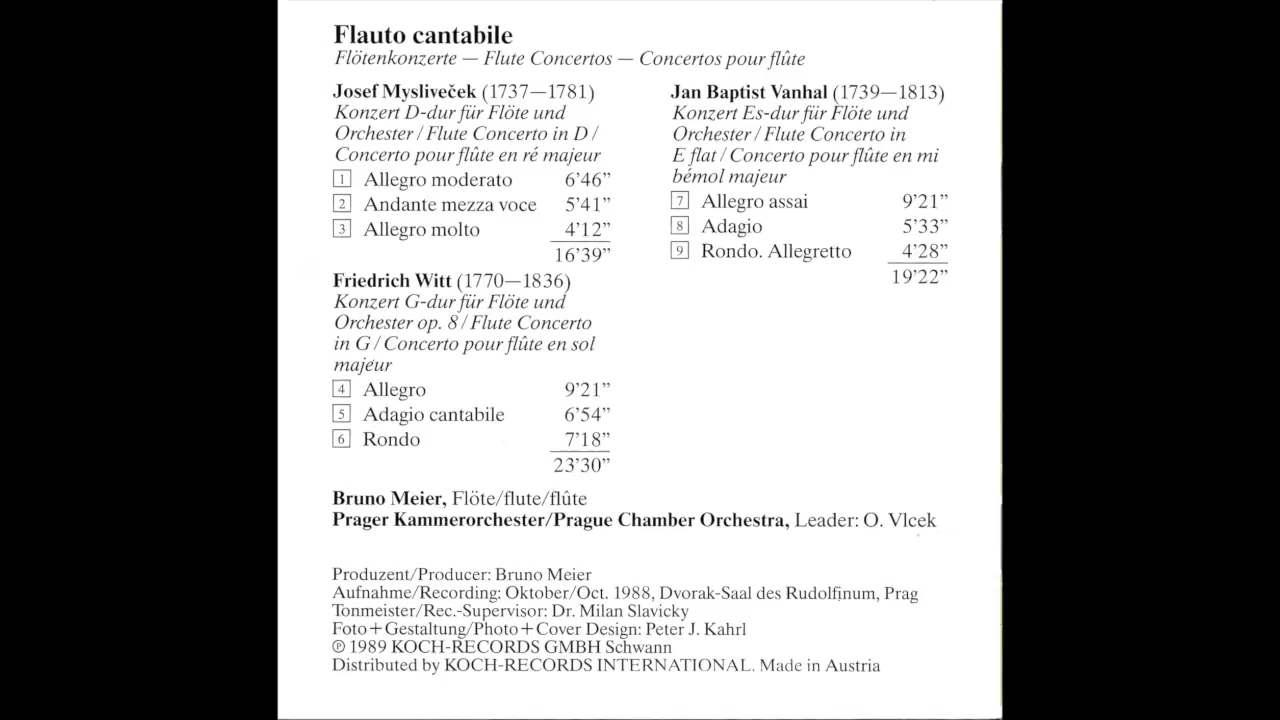 Flauto cantabile
Flötenkonzerte — Flute Concertos — Concertos pour flûte
Josef Mysliveček (1737—1781)
Konzert D-dur für Flöte und
Orchester / Flute Concerto in D /
Concerto pour flûte en ré majeur
1 Allegro moderato 6’46”
2 Andante mezza voce 5’41”
3 Allegro molto 4’12”
16’39”
Friedrich Witt (1770—1836)
Konzert G-dur für Flöte und
Orchester op. 8 / Flute Concerto
in G / Concerto pour flûte en sol
majeur
4 Allegro 9’21”
5 Adagio cantabile 6’54”
6 Rondo 7’18”
23’30”
Jan Baptist Vanhal (1739—1813)
Konzert Es-dur für Flöte und
Orchester / Flute Concerto in
E flat / Concerto pour flûte en mi
bémol majeur
7 Allegro assai 9’21”
8 Adagio 5’33”
9 Rondo. Allegretto 4’28”
19’22”
Bruno Meier, Flöte/flute/flûte
Prager Kammerorchester/Prague Chamber Orchestra, Leader: O. Vlcek
Produzent/Producer: Bruno Meier
Aufnahme/Recording: Oktober/Oct. 1988, Dvorak-Saal des Rudolfinum, Prag
Tonmeister/Rec.-Supervisor: Dr. Milan Slavicky
Foto+Gestaltung/Photo+Cover Design: Peter J. Kahrl
℗ 1989 KOCH-RECORDS GMBH Schwann
Distributed by KOCH-RECORDS INTERNATIONAL. Made in Austria